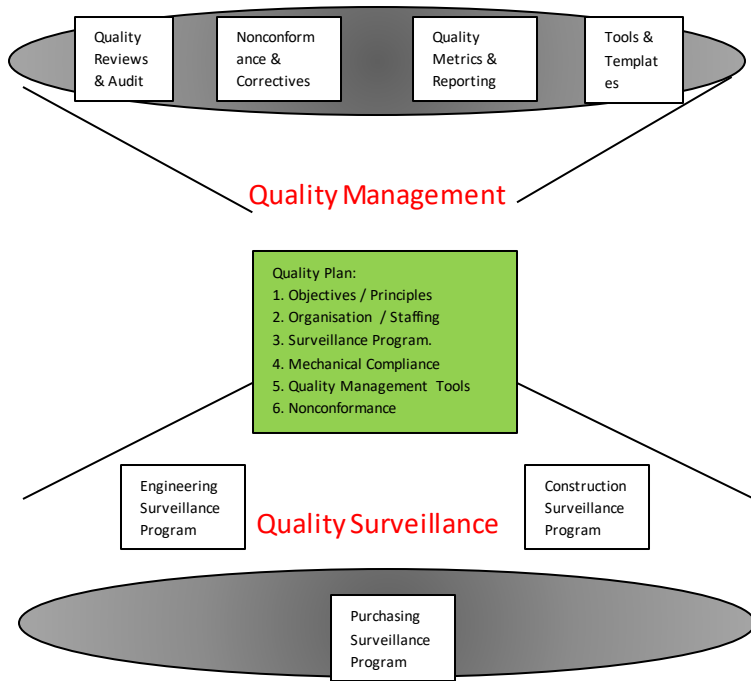 Quality
Reviews
& Audit
Nonconform
ance &
Correctives
Quality
Metrics &
Reporting
Tools &
Templat
es
Quality Management
Quality Plan:
1. Objectives / Principles
2. Organisation / Staffing
3. Surveillance Program.
4. Mechanical Compliance
5. Quality Management Tools
6. Nonconformance
Engineering
Surveillance
Program
Quality Surveillance
Construction
Surveillance
Program
Purchasing
Surveillance
Program